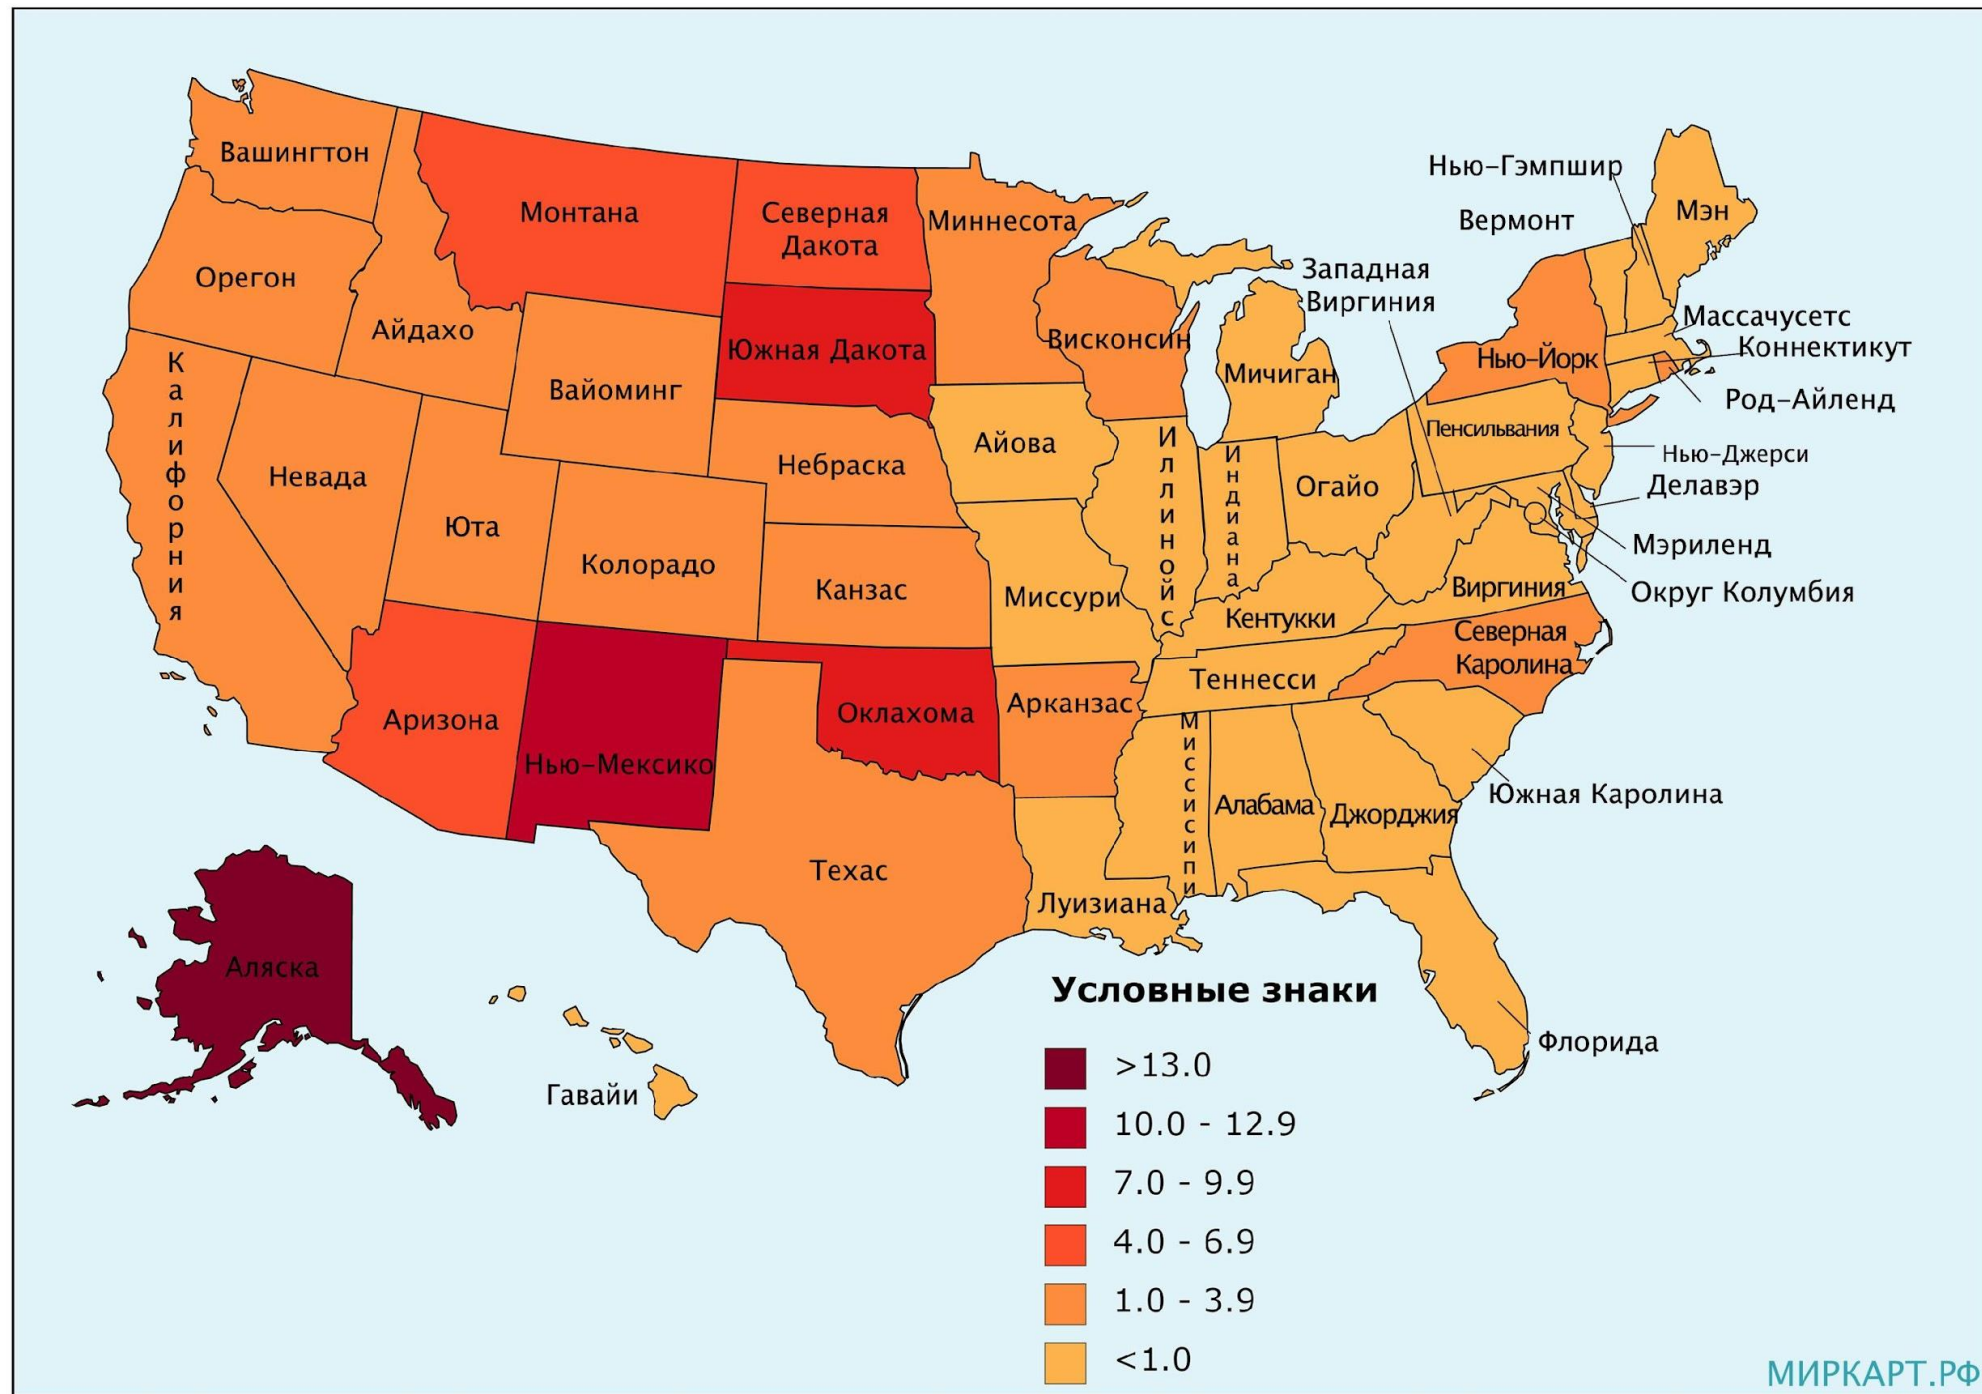 Вашингтон
Монтана
Северная
Дакота
Миннесота
Нью-Гэмпшир
Вермонт
Мэн
Орегон
Айдахо
Западная
Виргиния
Массачусетс
Коннектикут
Род-Айленд
Нью-Йорк
Висконсин
Мичиган
Южная Дакота
Вайоминг
Калифорния
Невада
Юта
Колорадо
Небраска
Айова
Иллинойс
Индиана
Огайо
Пенсильвания
Нью-Джерси
Делавэр
Мэриленд
Округ Колумбия
Виргиния
Канзас
Миссури
Кентукки
Северная
Каролина
Теннесси
Аризона
Нью-Мексико
Оклахома
Арканзас
Миссисипи
Алабама
Джорджия
Южная Каролина
Техас
Луизиана
Флорида
Аляска
Гавайи
Условные знаки
>13.0
10.0 - 12.9
7.0 - 9.9
4.0 - 6.9
1.0 - 3.9
<1.0
МИРКАРТ.РФ